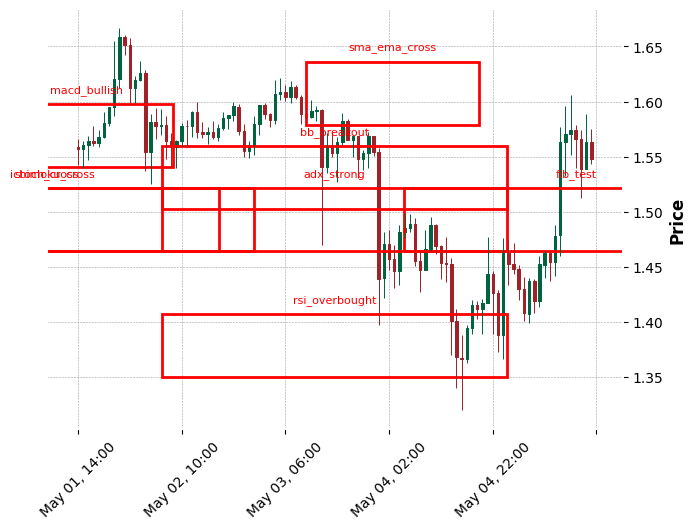 sma_ema_cross
1.65
macd_bullish
1.60
bb_breakout
1.55
adx_strong
fib_test
1.50
Price
1.45
rsi_overbought
1.40
1.35
May 01, 14:00
May 02, 10:00
May 03, 06:00
May 04, 02:00
May 04, 22:00